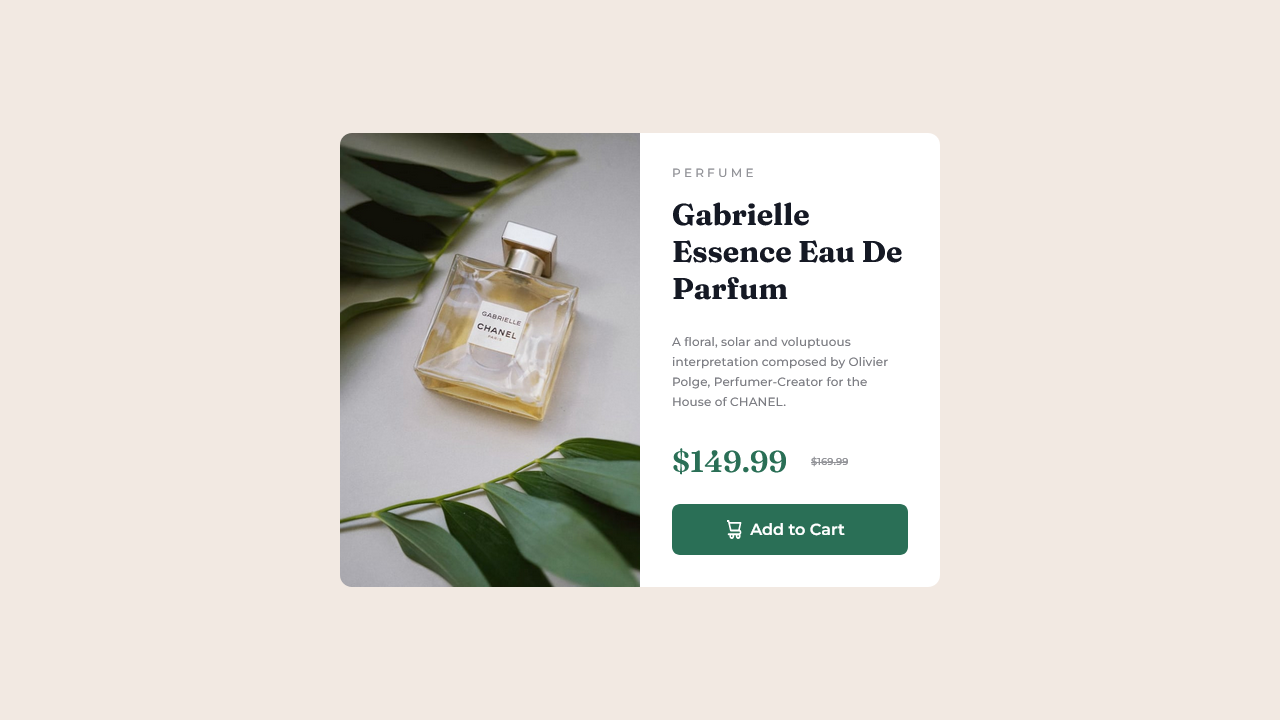 GABRIELLE
CHANEL
PARIS
PERFUME
Gabrielle
Essence Eau De
Parfum
A floral, solar and voluptuous
interpretation composed by Olivier
Polge, Perfumer-Creator for the
House of CHANEL.
$149.99 $169.99
Add to Cart